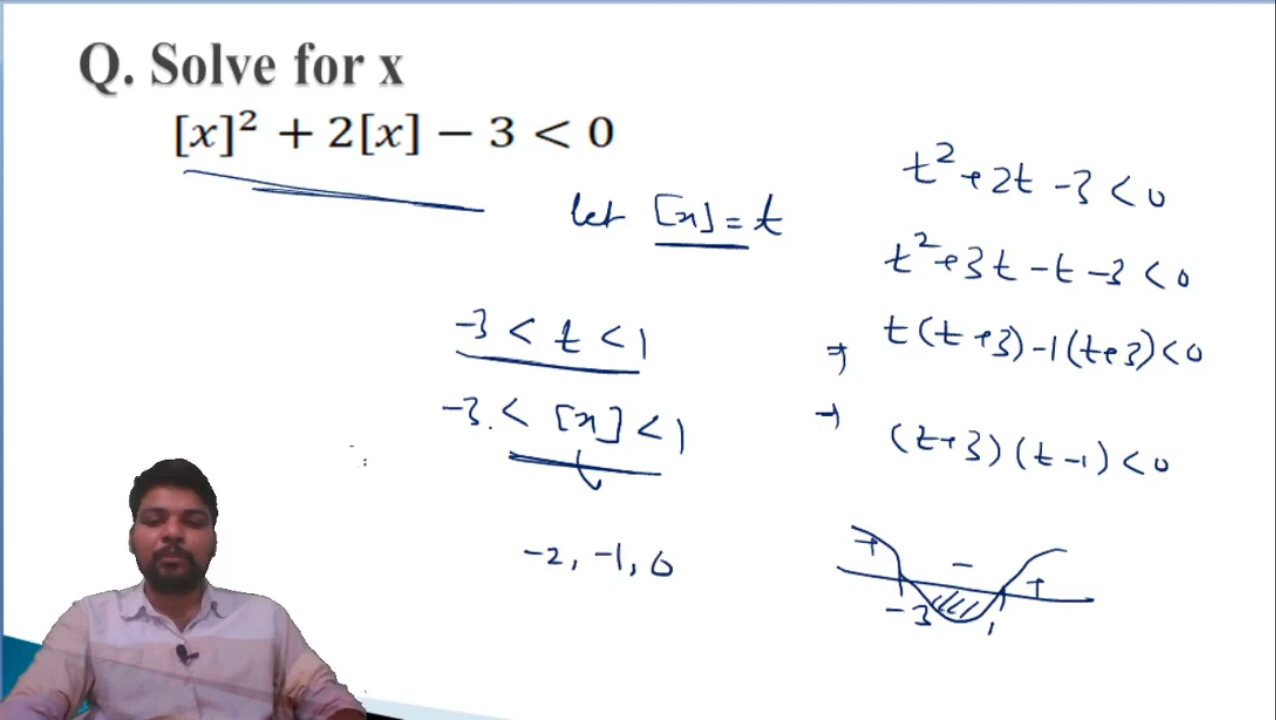 Q. Solve for x
[x]² + 2[x] − 3 < 0
let [x] = t
t² + 2t - 3 < 0
t² + 3t - t - 3 < 0
⇒ t(t+3) - 1(t+3) < 0
→ (t+3)(t-1) < 0
-3 < t < 1
-3 < [x] < 1
-2, -1, 0
+ - +
-3 1